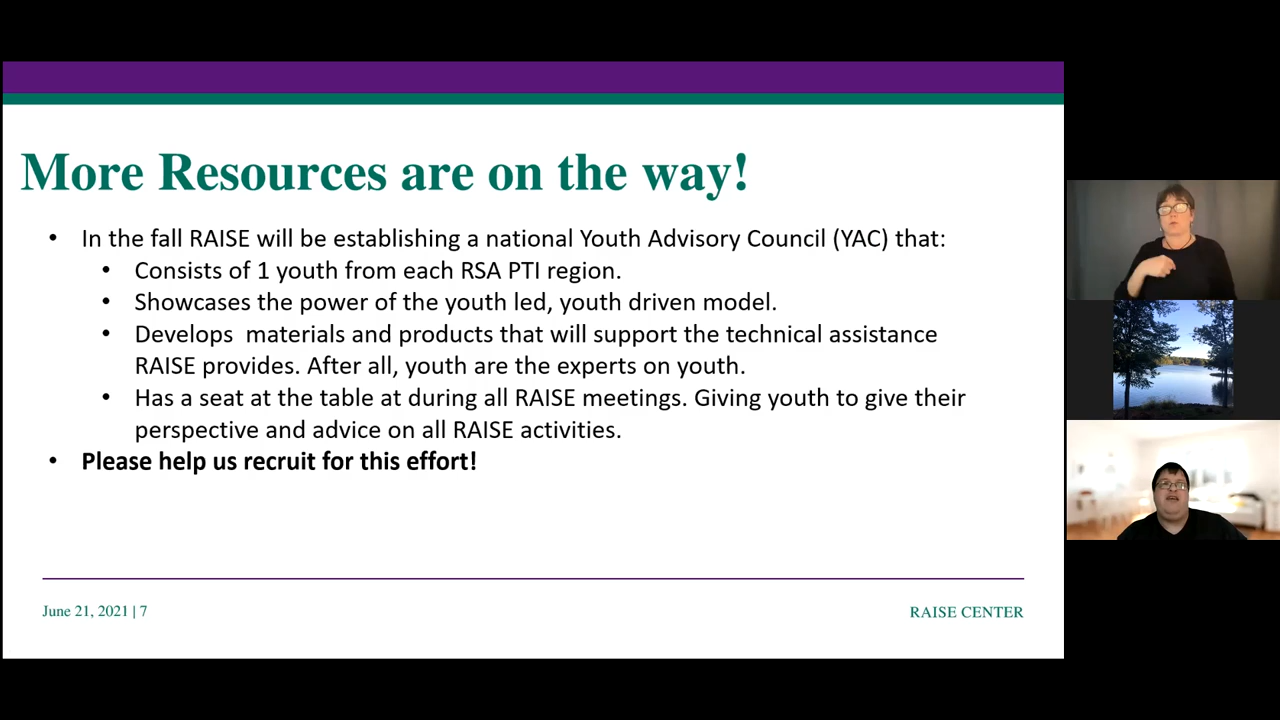 More Resources are on the way!
• In the fall RAISE will be establishing a national Youth Advisory Council (YAC) that:
• Consists of 1 youth from each RSA PTI region.
• Showcases the power of the youth led, youth driven model.
• Develops  materials and products that will support the technical assistance
RAISE provides. After all, youth are the experts on youth.
• Has a seat at the table at during all RAISE meetings. Giving youth to give their
perspective and advice on all RAISE activities.
• Please help us recruit for this effort!
June 21, 2021 | 7
RAISE CENTER